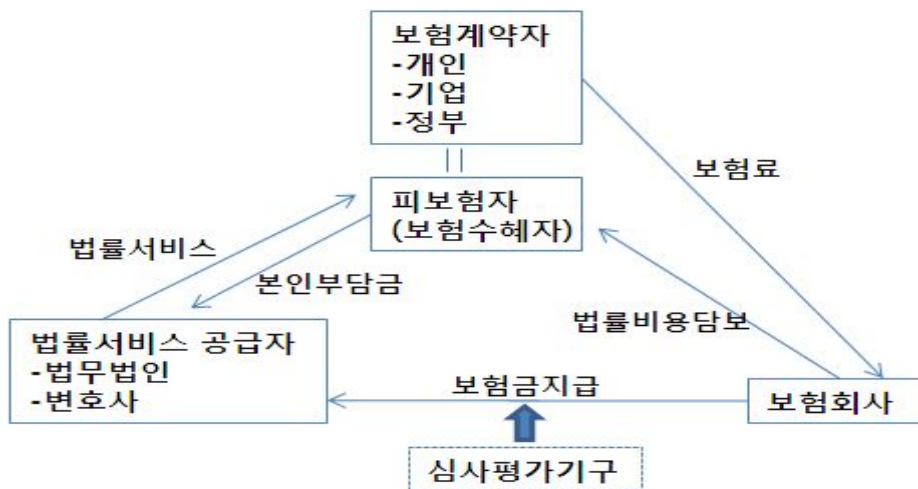 보험계약자
-개인
-기업
-정부
보험료
피보험자
(보험수혜자)
법률서비스
본인부담금
법률비용담보
법률서비스 공급자
-법무법인
-변호사
보험금지급
보험회사
심사평가기구